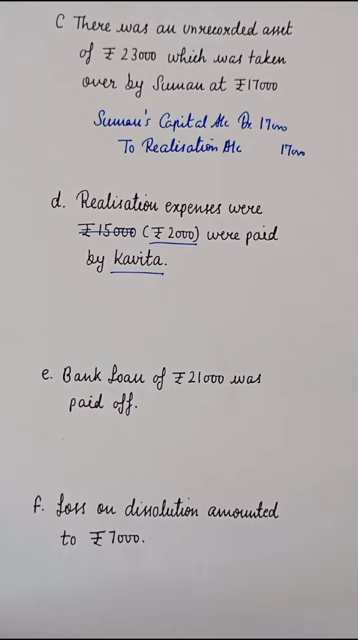 C There was an unrecorded asset
of ₹ 23000 which was taken
over by Suman at ₹17000
Suman's Capital A/c Dr. 17000
To Realisation A/c 17000
d. Realisation expenses were
₹15000 (₹2000) were paid
by Kavita.
e. Bank Loan of ₹21000 was
paid off.
f. Loss on dissolution amounted
to ₹7000.